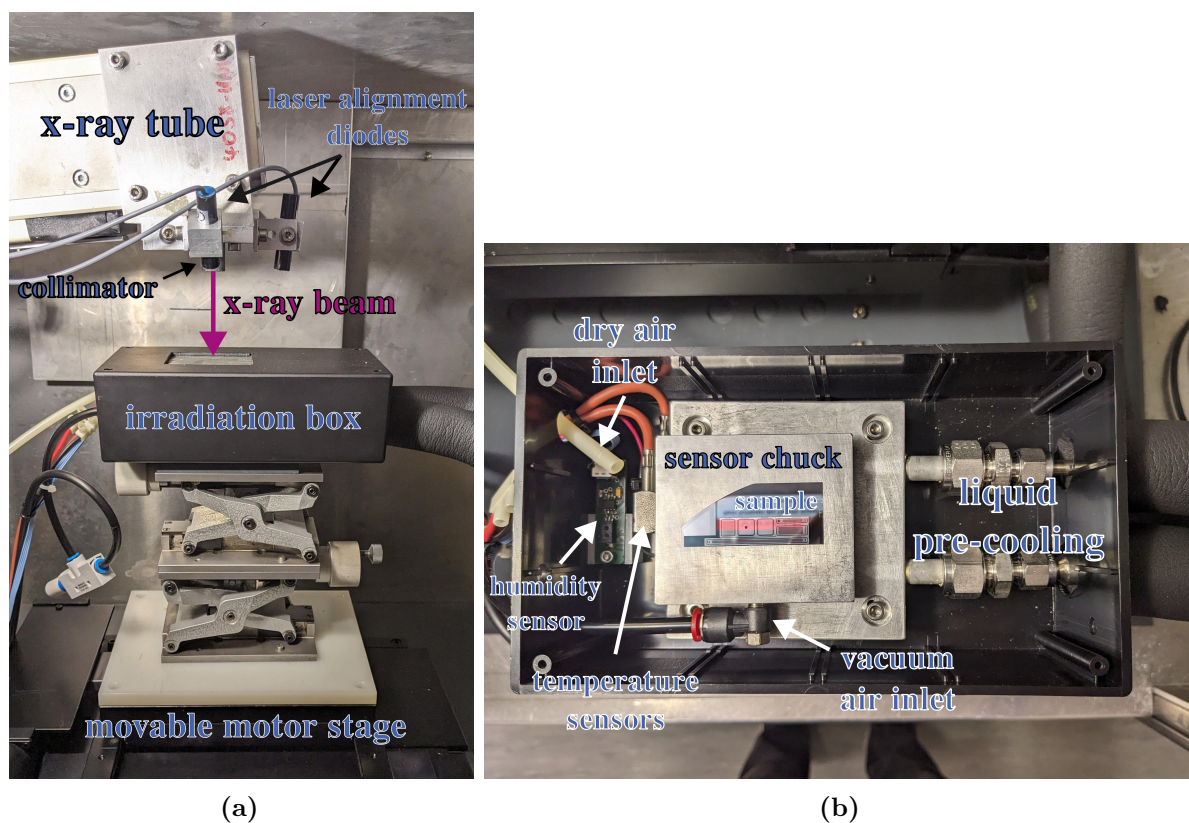 x-ray tube
laser alignment
diodes
collimator
x-ray beam
irradiation box
movable motor stage
(a)
dry air
inlet
sensor chuck
sample
liquid
pre-cooling
humidity
sensor
temperature
sensors
vacuum
air inlet
(b)